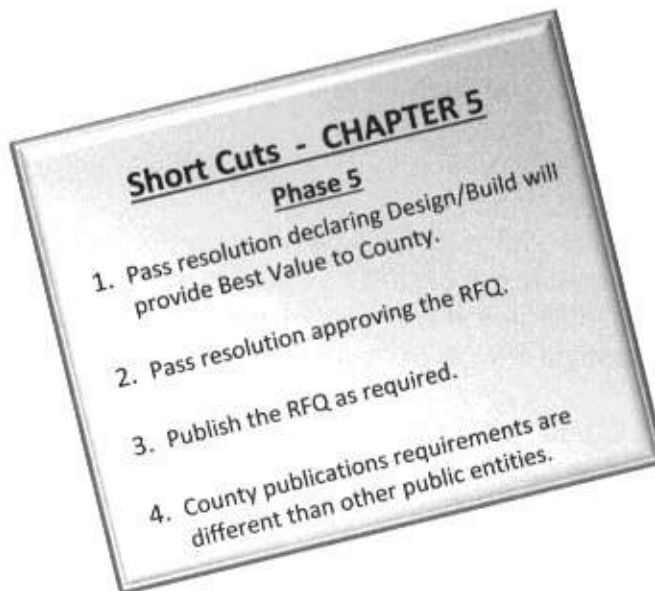 Short Cuts - CHAPTER 5
Phase 5
1. Pass resolution declaring Design/Build will
provide Best Value to County.
2. Pass resolution approving the RFQ.
3. Publish the RFQ as required.
4. County publications requirements are
different than other public entities.